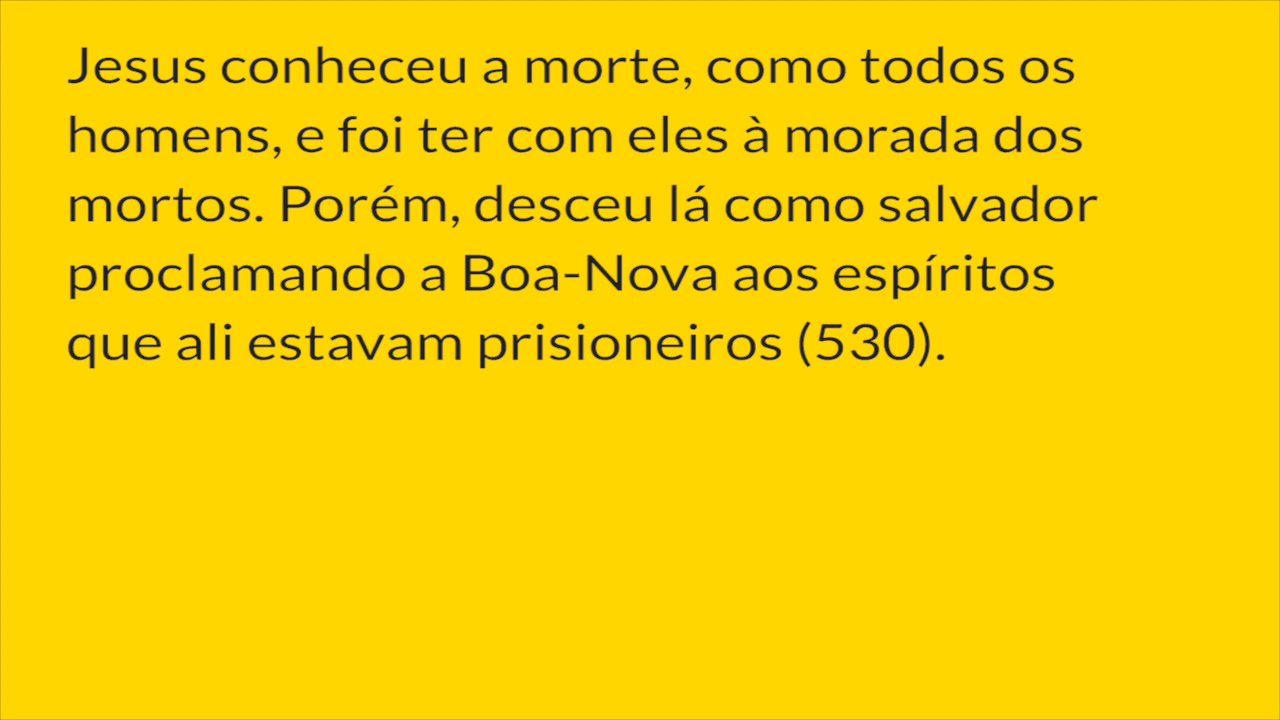 Jesus conheceu a morte, como todos os
homens, e foi ter com eles à morada dos
mortos. Porém, desceu lá como salvador
proclamando a Boa-Nova aos espíritos
que ali estavam prisioneiros (530).